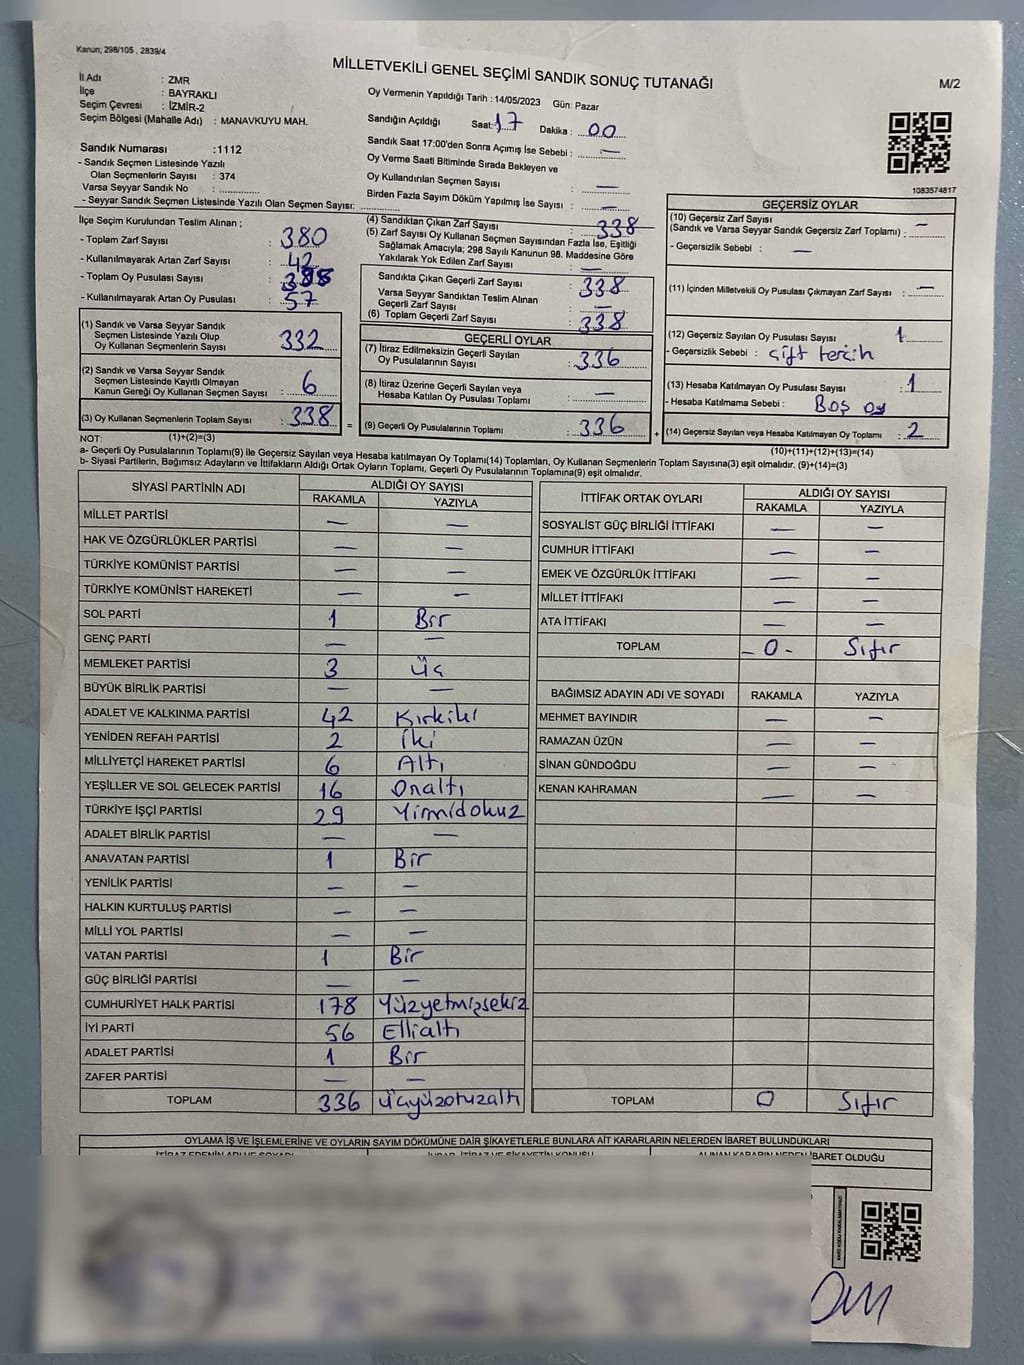 Kanun; 298/105 , 2839/4
MİLLETVEKİLİ GENEL SEÇİMİ SANDIK SONUÇ TUTANAĞI
M/2
İl Adı : ZMR
İlçe : BAYRAKLI
Seçim Çevresi : İZMİR-2
Seçim Bölgesi (Mahalle Adı) : MANAVKUYU MAH.
Sandık Numarası :1112
- Sandık Seçmen Listesinde Yazılı
Olan Seçmenlerin Sayısı : 374
Varsa Seyyar Sandık No : ............
- Seyyar Sandık Seçmen Listesinde Yazılı Olan Seçmen Sayısı: ............
Oy Vermenin Yapıldığı Tarih : 14/05/2023 Gün: Pazar
Sandığın Açıldığı Saat: 17 Dakika : 00
Sandık Saat 17:00'den Sonra Açımış İse Sebebi : —
Oy Verme Saati Bitiminde Sırada Bekleyen ve
Oy Kullandırılan Seçmen Sayısı : —
Birden Fazla Sayım Döküm Yapılmış İse Sayısı : —
1083574817
İlçe Seçim Kurulundan Teslim Alınan ;
- Toplam Zarf Sayısı : 380
- Kullanılmayarak Artan Zarf Sayısı : 42
- Toplam Oy Pusulası Sayısı :
- Kullanılmayarak Artan Oy Pusulası : 57
(1) Sandık ve Varsa Seyyar Sandık
Seçmen Listesinde Yazılı Olup
Oy Kullanan Seçmenlerin Sayısı : 332
(2) Sandık ve Varsa Seyyar Sandık
Seçmen Listesinde Kayıtlı Olmayan
Kanun Gereği Oy Kullanan Seçmen Sayısı : 6
(3) Oy Kullanan Seçmenlerin Toplam Sayısı : 338
(4) Sandıktan Çıkan Zarf Sayısı : 338
(5) Zarf Sayısı Oy Kullanan Seçmen Sayısından Fazla İse, Eşitliği
Sağlamak Amacıyla; 298 Sayılı Kanunun 98. Maddesine Göre
Yakılarak Yok Edilen Zarf Sayısı : —
Sandıkta Çıkan Geçerli Zarf Sayısı : 338
Varsa Seyyar Sandıktan Teslim Alınan
Geçerli Zarf Sayısı : —
(6) Toplam Geçerli Zarf Sayısı : 338
GEÇERLİ OYLAR
(7) İtiraz Edilmeksizin Geçerli Sayılan
Oy Pusulalarının Sayısı : 336
(8) İtiraz Üzerine Geçerli Sayılan veya
Hesaba Katılan Oy Pusulası Toplamı : —
= (9) Geçerli Oy Pusulalarının Toplamı : 336 +
GEÇERSİZ OYLAR
(10) Geçersiz Zarf Sayısı
(Sandık ve Varsa Seyyar Sandık Geçersiz Zarf Toplamı) : —
- Geçersizlik Sebebi : —
(11) İçinden Milletvekili Oy Pusulası Çıkmayan Zarf Sayısı : —
(12) Geçersiz Sayılan Oy Pusulası Sayısı : 1
- Geçersizlik Sebebi : çift tercih
(13) Hesaba Katılmayan Oy Pusulası Sayısı : 1
- Hesaba Katılmama Sebebi : Boş oy
(14) Geçersiz Sayılan veya Hesaba Katılmayan Oy Toplamı : 2
NOT: (1)+(2)=(3)
(10)+(11)+(12)+(13)=(14)
a- Geçerli Oy Pusulalarının Toplamı(9) ile Geçersiz Sayılan veya Hesaba katılmayan Oy Toplamı(14) Toplamları, Oy Kullanan Seçmenlerin Toplam Sayısına(3) eşit olmalıdır. (9)+(14)=(3)
b- Siyasi Partilerin, Bağımsız Adayların ve İttifakların Aldığı Ortak Oyların Toplamı, Geçerli Oy Pusulalarının Toplamına(9) eşit olmalıdır.
SİYASİ PARTİNİN ADI ALDIĞI OY SAYISI
RAKAMLA YAZIYLA
MİLLET PARTİSİ — —
HAK VE ÖZGÜRLÜKLER PARTİSİ — —
TÜRKİYE KOMÜNİST PARTİSİ — —
TÜRKİYE KOMÜNİST HAREKETİ — —
SOL PARTİ 1 Bir
GENÇ PARTİ — —
MEMLEKET PARTİSİ 3 Üç
BÜYÜK BİRLİK PARTİSİ — —
ADALET VE KALKINMA PARTİSİ 42 Kırkiki
YENİDEN REFAH PARTİSİ 2 İki
MİLLİYETÇİ HAREKET PARTİSİ 6 Altı
YEŞİLLER VE SOL GELECEK PARTİSİ 16 Onaltı
TÜRKİYE İŞÇİ PARTİSİ 29 Yirmidokuz
ADALET BİRLİK PARTİSİ — —
ANAVATAN PARTİSİ 1 Bir
YENİLİK PARTİSİ — —
HALKIN KURTULUŞ PARTİSİ — —
MİLLİ YOL PARTİSİ — —
VATAN PARTİSİ 1 Bir
GÜÇ BİRLİĞİ PARTİSİ — —
CUMHURİYET HALK PARTİSİ 178 Yüzyetmişsekiz
İYİ PARTİ 56 Ellialtı
ADALET PARTİSİ 1 Bir
ZAFER PARTİSİ — —
TOPLAM 336 üçyüzotuzaltı
İTTİFAK ORTAK OYLARI ALDIĞI OY SAYISI
RAKAMLA YAZIYLA
SOSYALİST GÜÇ BİRLİĞİ İTTİFAKI — —
CUMHUR İTTİFAKI — —
EMEK VE ÖZGÜRLÜK İTTİFAKI — —
MİLLET İTTİFAKI — —
ATA İTTİFAKI — —
TOPLAM - 0 - Sıfır
BAĞIMSIZ ADAYIN ADI VE SOYADI RAKAMLA YAZIYLA
MEHMET BAYINDIR — —
RAMAZAN ÜZÜN — —
SİNAN GÜNDOĞDU — —
KENAN KAHRAMAN — —
TOPLAM 0 Sıfır
OYLAMA İŞ VE İŞLEMLERİNE VE OYLARIN SAYIM DÖKÜMÜNE DAİR ŞİKAYETLERLE BUNLARA AİT KARARLARIN NELERDEN İBARET BULUNDUKLARI
İTİRAZ EDENİN ADI VE SOYADI
İTİRAZ VE ŞİKAYETİN KONUSU
ALINAN KARARIN NEDEN İBARET OLDUĞU